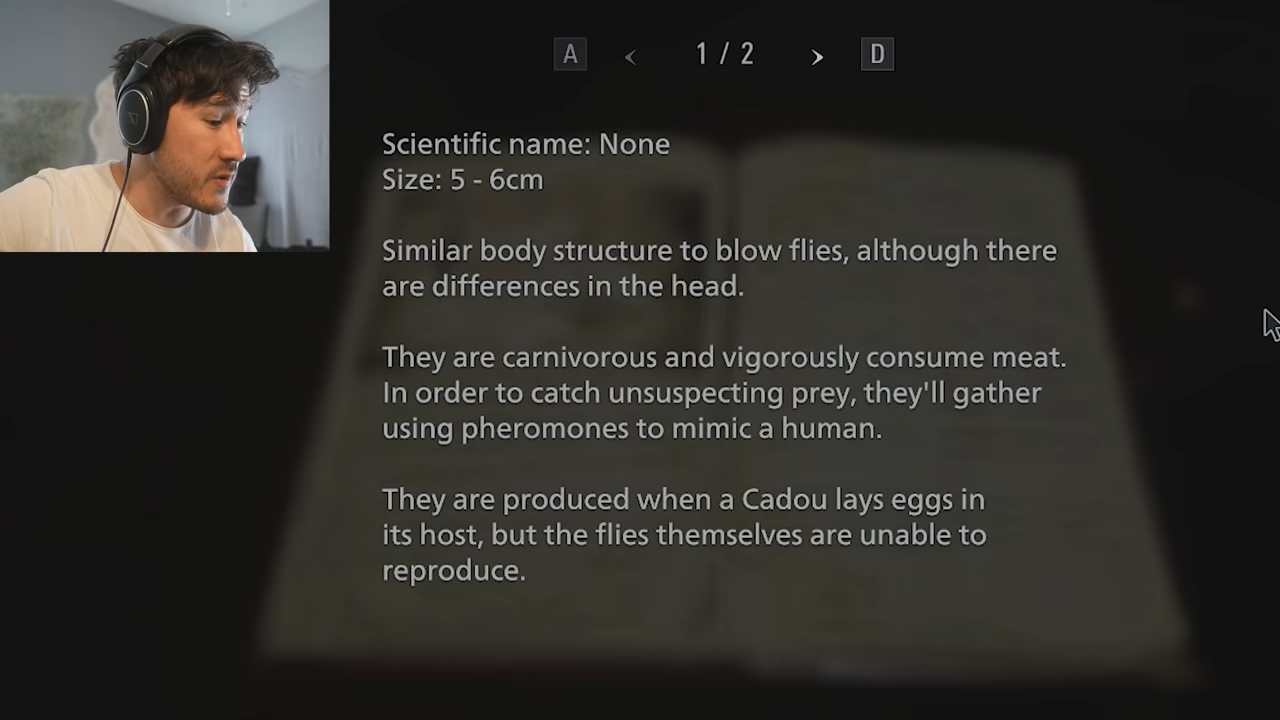 A < 1 / 2 > D
Scientific name: None
Size: 5 - 6cm
Similar body structure to blow flies, although there
are differences in the head.
They are carnivorous and vigorously consume meat.
In order to catch unsuspecting prey, they'll gather
using pheromones to mimic a human.
They are produced when a Cadou lays eggs in
its host, but the flies themselves are unable to
reproduce.